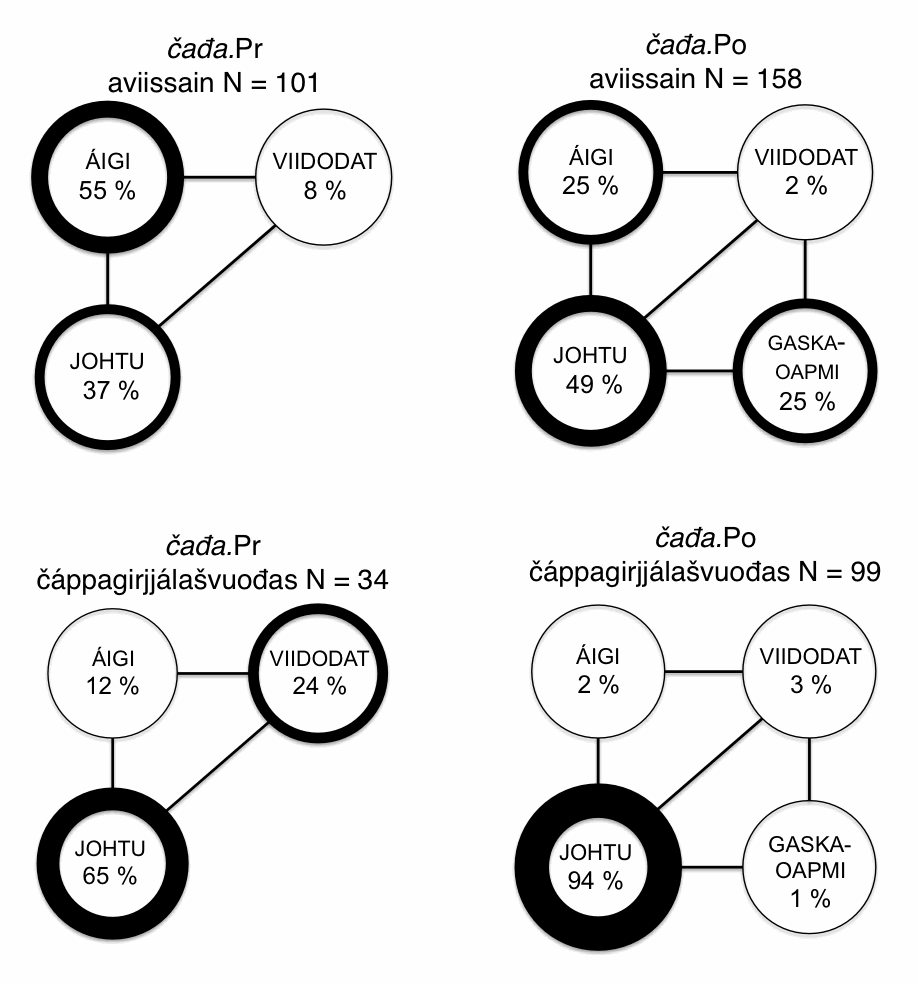 čađa.Pr
aviissain N = 101
ÁIGI
55 %
VIIDODAT
8 %
JOHTU
37 %
čađa.Po
aviissain N = 158
ÁIGI
25 %
VIIDODAT
2 %
JOHTU
49 %
GASKA-
OAPMI
25 %
čađa.Pr
čáppagirjjálašvuođas N = 34
ÁIGI
12 %
VIIDODAT
24 %
JOHTU
65 %
čađa.Po
čáppagirjjálašvuođas N = 99
ÁIGI
2 %
VIIDODAT
3 %
JOHTU
94 %
GASKA-
OAPMI
1 %